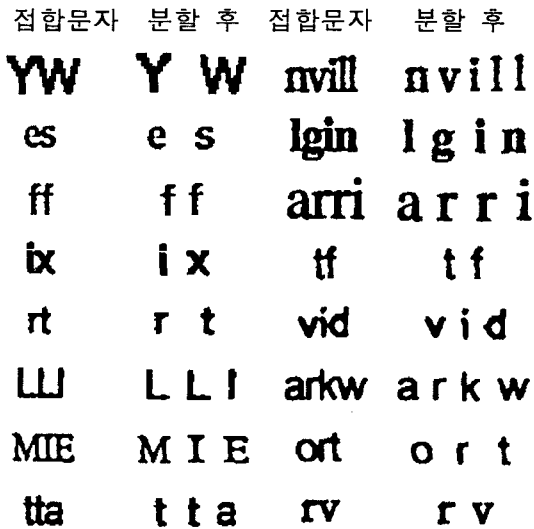 접합문자 분할 후 접합문자 분할 후
YW Y W nvill n v i l l
es e s lgin l g i n
ff f f arri a r r i
ix i x tf t f
rt r t vid v i d
LLI L L I arkw a r k w
MIE M I E ort o r t
tta t t a rv r v